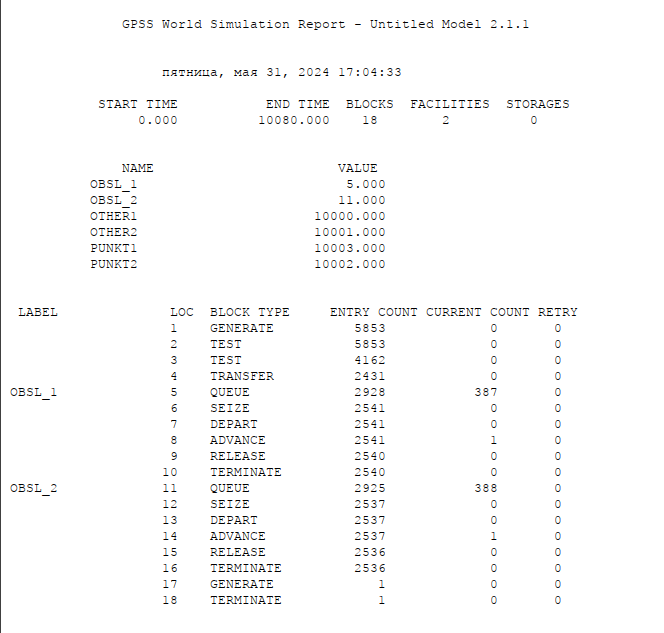 GPSS World Simulation Report - Untitled Model 2.1.1
пятница, мая 31, 2024 17:04:33
START TIME END TIME BLOCKS FACILITIES STORAGES
0.000 10080.000 18 2 0
NAME VALUE
OBSL_1 5.000
OBSL_2 11.000
OTHER1 10000.000
OTHER2 10001.000
PUNKT1 10003.000
PUNKT2 10002.000
LABEL LOC BLOCK TYPE ENTRY COUNT CURRENT COUNT RETRY
1 GENERATE 5853 0 0
2 TEST 5853 0 0
3 TEST 4162 0 0
4 TRANSFER 2431 0 0
OBSL_1 5 QUEUE 2928 387 0
6 SEIZE 2541 0 0
7 DEPART 2541 0 0
8 ADVANCE 2541 1 0
9 RELEASE 2540 0 0
10 TERMINATE 2540 0 0
OBSL_2 11 QUEUE 2925 388 0
12 SEIZE 2537 0 0
13 DEPART 2537 0 0
14 ADVANCE 2537 1 0
15 RELEASE 2536 0 0
16 TERMINATE 2536 0 0
17 GENERATE 1 0 0
18 TERMINATE 1 0 0